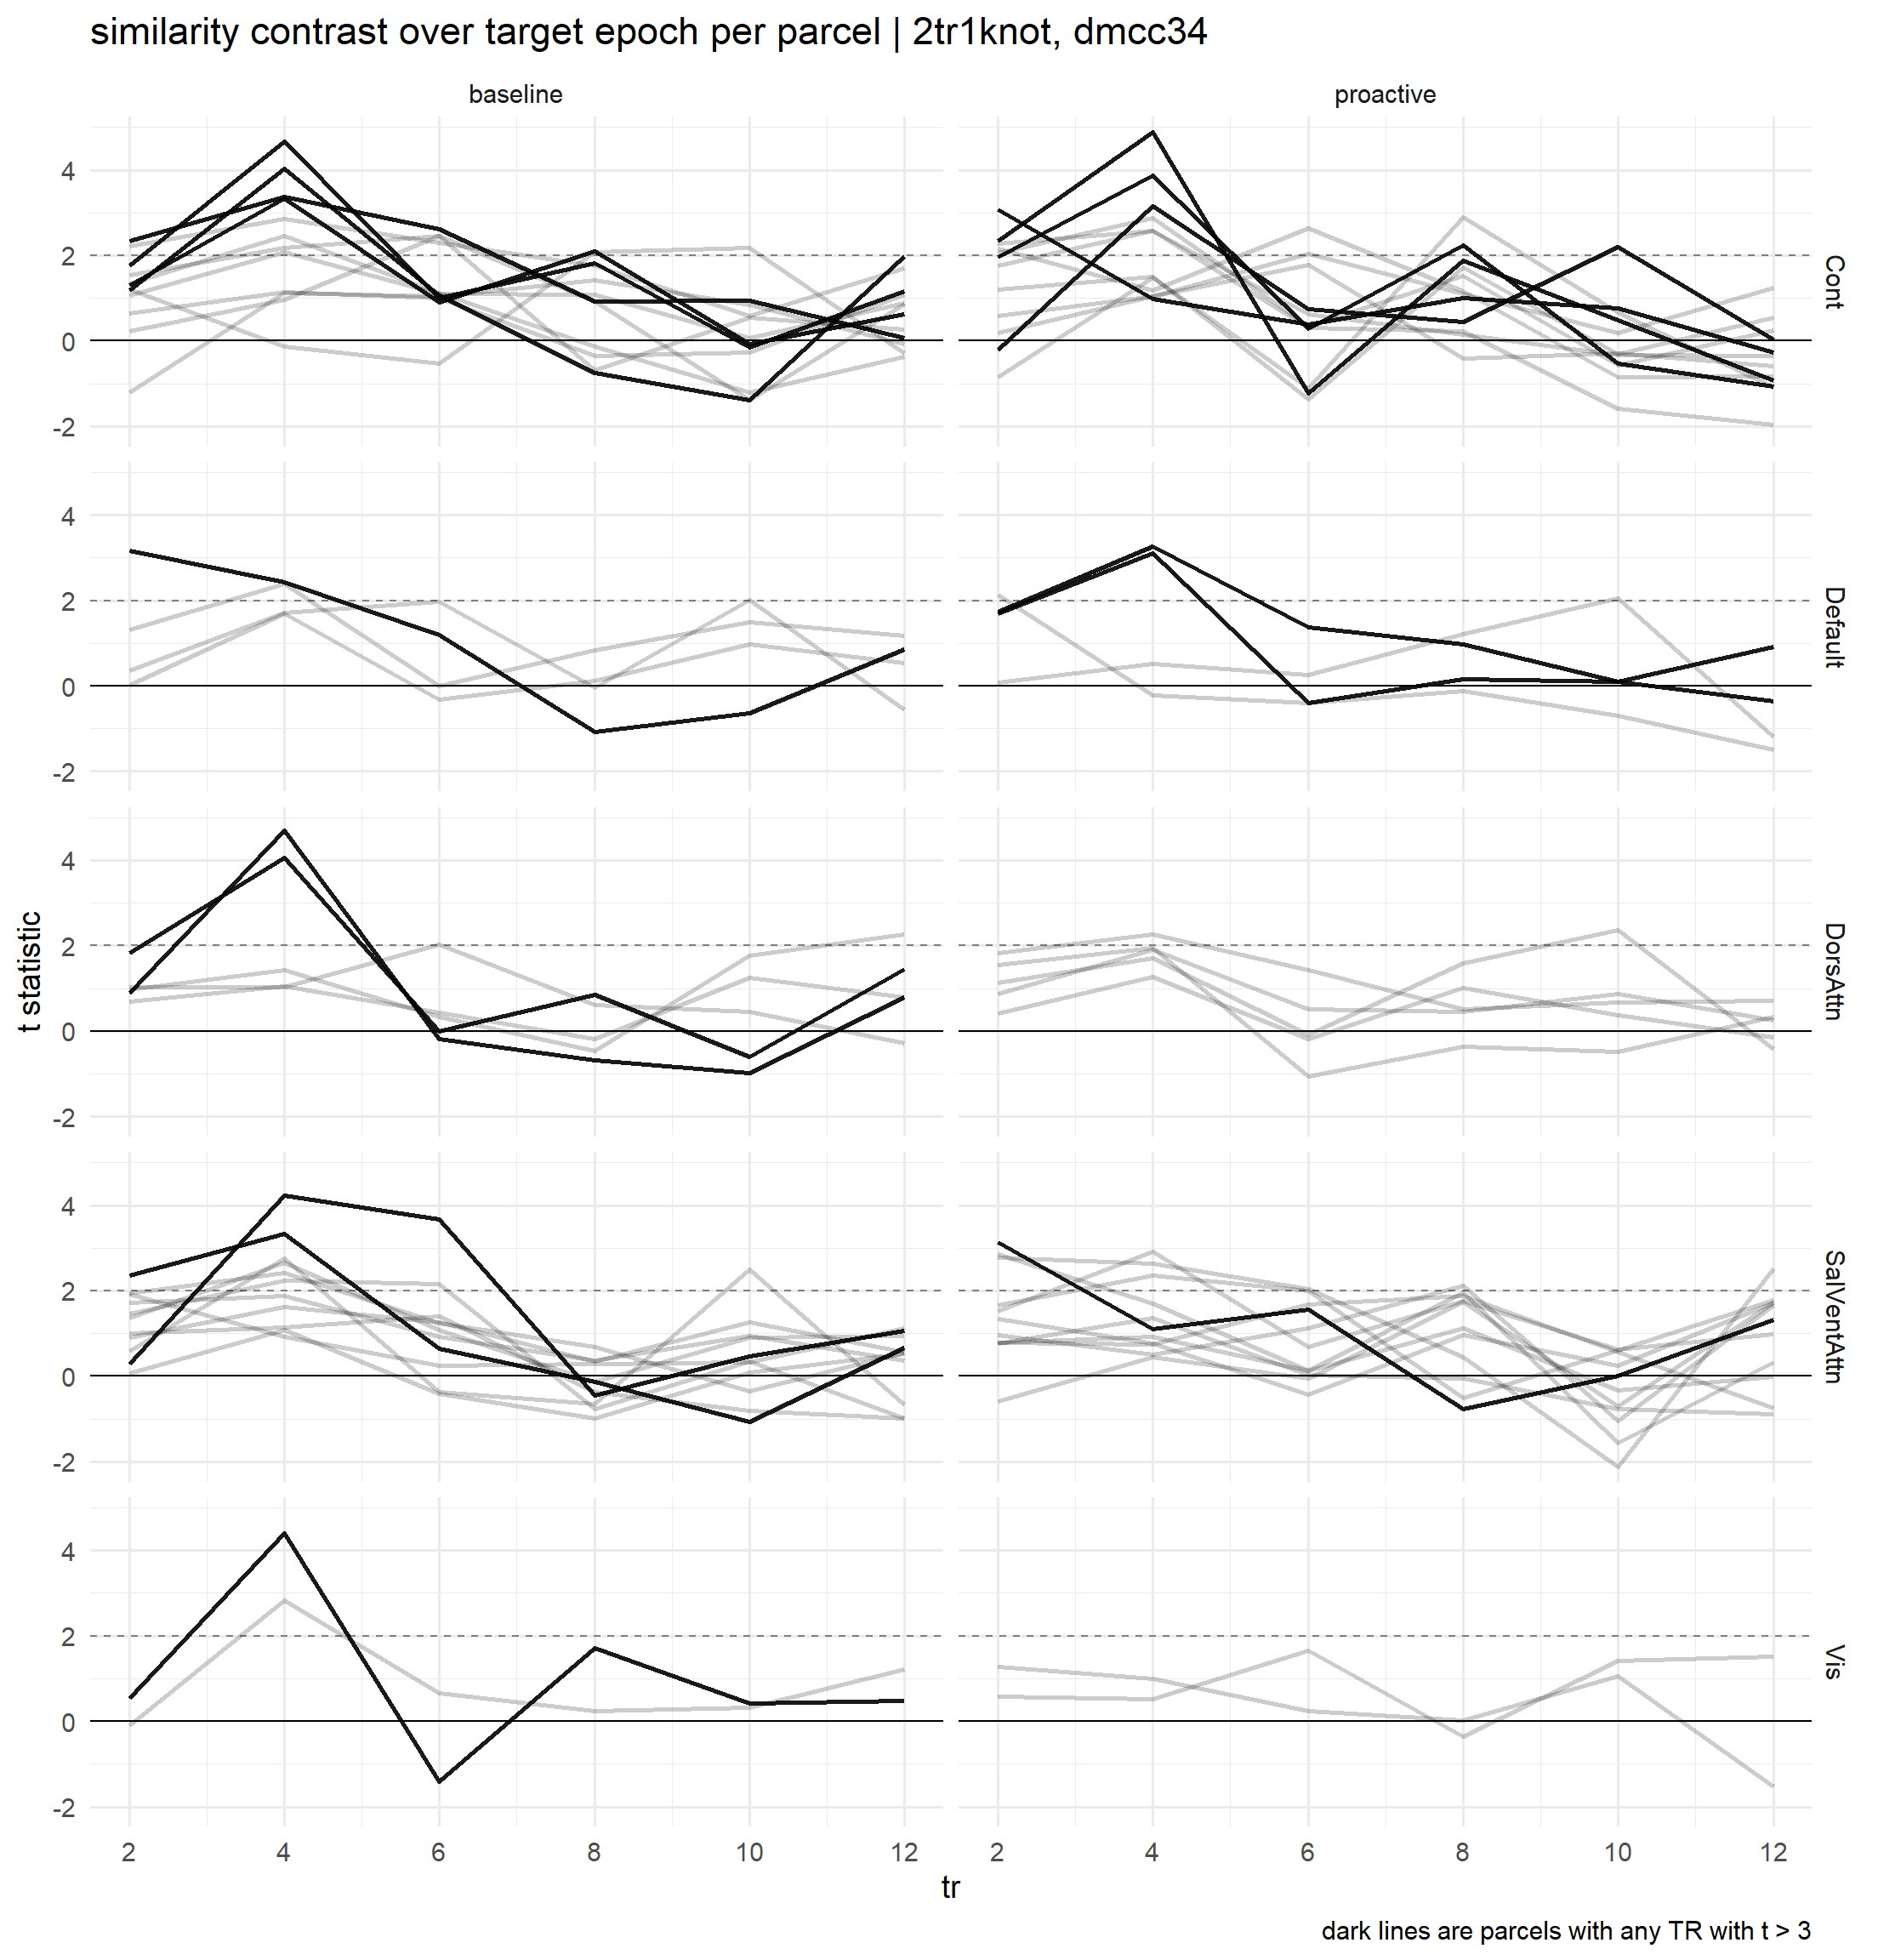 similarity contrast over target epoch per parcel | 2tr1knot, dmcc34
baseline
proactive
4
2
0
-2
Cont
4
2
0
-2
Default
4
2
0
-2
DorsAttn
4
2
0
-2
SalVentAttn
4
2
0
-2
Vis
t statistic
2 4 6 8 10 12
2 4 6 8 10 12
tr
dark lines are parcels with any TR with t > 3